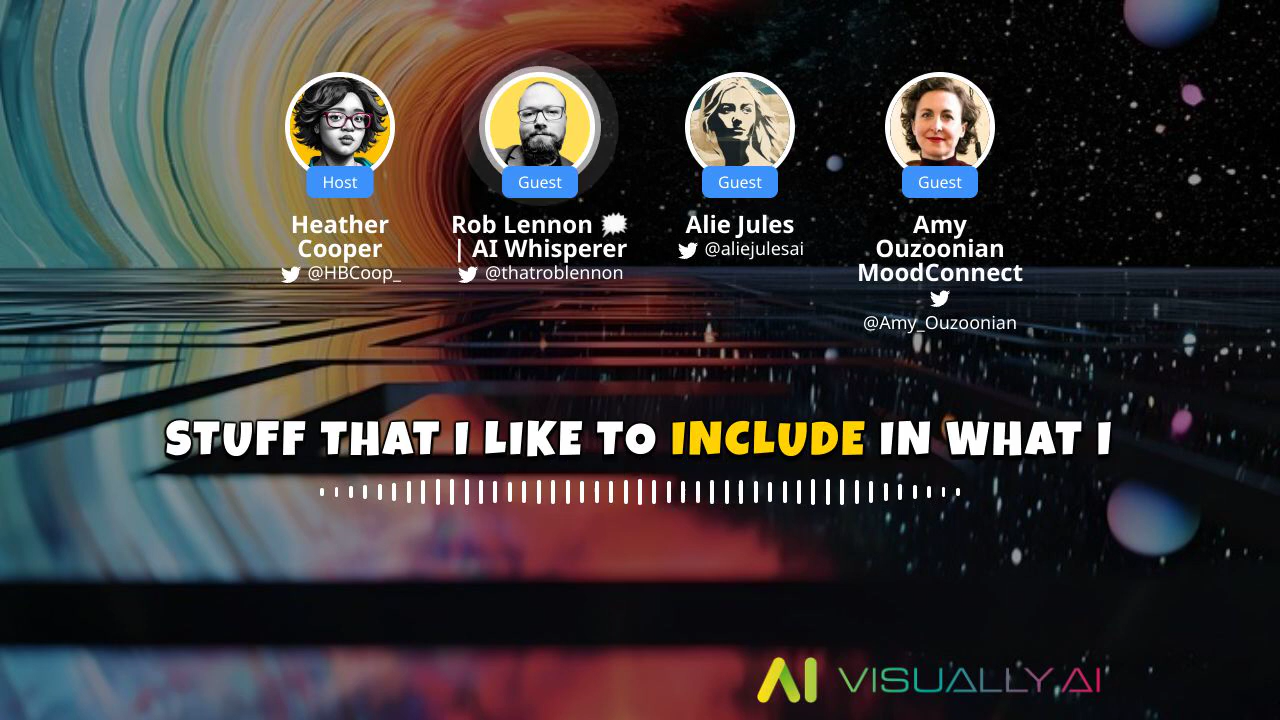 Host
Guest
Guest
Guest
Heather
Cooper
@HBCoop_
Rob Lennon 🗯
| AI Whisperer
@thatroblennon
Alie Jules
@aliejulesai
Amy
Ouzoonian
MoodConnect
@Amy_Ouzoonian
STUFF THAT I LIKE TO INCLUDE IN WHAT I
AI VISUALLY AI